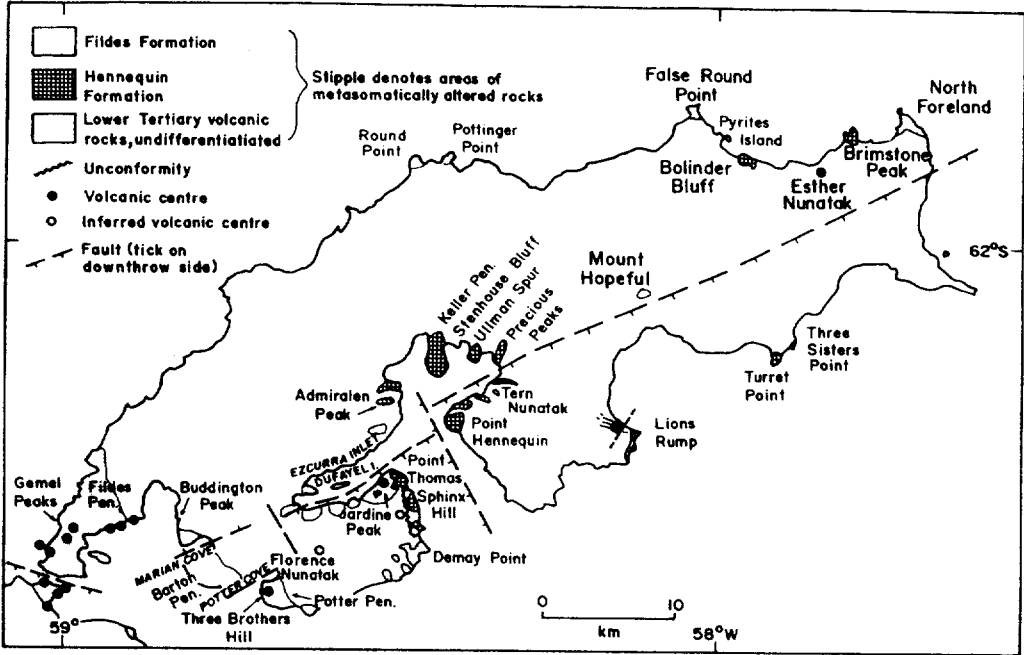 Fildes Formation
Hennequin
Formation
Lower Tertiary volcanic
rocks, undifferentiated
Stipple denotes areas of
metasomatically altered rocks
Unconformity
Volcanic centre
Inferred volcanic centre
Fault (tick on
downthrow side)
Round
Point
Pottinger
Point
False Round
Point
Pyrites
Island
Bolinder
Bluff
Esther
Nunatak
Brimstone
Peak
North
Foreland
62°S
Mount
Hopeful
Keller Pen.
Stenhouse Bluff
Ullman Spur
Precious
Peaks
Three
Sisters
Point
Turret
Point
Admiralen
Peak
Tern
Nunatak
Point
Hennequin
Lions
Rump
EZCURRA INLET
DUFAYEL I.
Point
Thomas
Sphinx
Hill
Jardine
Peak
Gemel
Peaks
Fildes
Pen.
Buddington
Peak
Demay Point
MARIAN COVE
Barton
Pen.
POTTER COVE
Florence
Nunatak
Potter Pen.
Three Brothers
Hill
0 10
km
59°
58°W